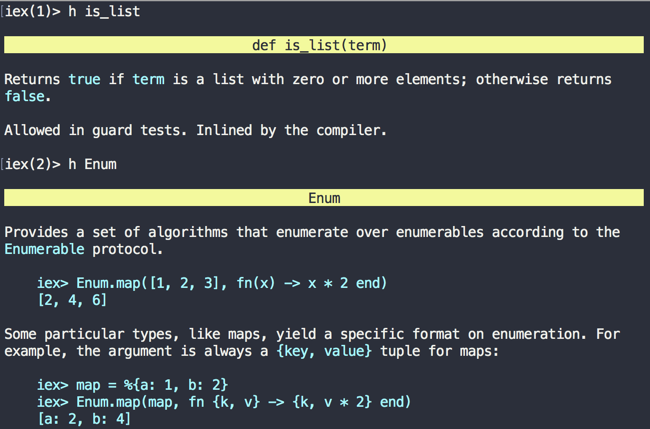 iex(1)> h is_list
def is_list(term)
Returns true if term is a list with zero or more elements; otherwise returns
false.
Allowed in guard tests. Inlined by the compiler.
iex(2)> h Enum
Enum
Provides a set of algorithms that enumerate over enumerables according to the
Enumerable protocol.
iex> Enum.map([1, 2, 3], fn(x) -> x * 2 end)
[2, 4, 6]
Some particular types, like maps, yield a specific format on enumeration. For
example, the argument is always a {key, value} tuple for maps:
iex> map = %{a: 1, b: 2}
iex> Enum.map(map, fn {k, v} -> {k, v * 2} end)
[a: 2, b: 4]